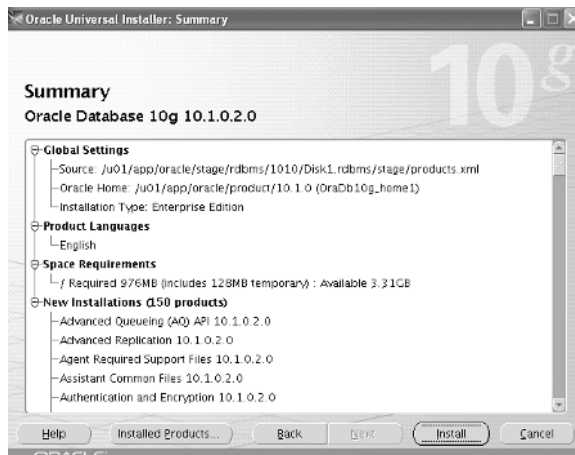 Oracle Universal Installer: Summary
10g
Summary
Oracle Database 10g 10.1.0.2.0
Global Settings
Source: /u01/app/oracle/stage/rdbms/1010/Disk1.rdbms/stage/products.xml
Oracle Home: /u01/app/oracle/product/10.1.0 (OraDb10g_home1)
Installation Type: Enterprise Edition
Product Languages
English
Space Requirements
/ Required 976MB (includes 128MB temporary) : Available 3.31GB
New Installations (150 products)
Advanced Queueing (AQ) API 10.1.0.2.0
Advanced Replication 10.1.0.2.0
Agent Required Support Files 10.1.0.2.0
Assistant Common Files 10.1.0.2.0
Authentication and Encryption 10.1.0.2.0
Help Installed Products... Back Next Install Cancel
ORACLE